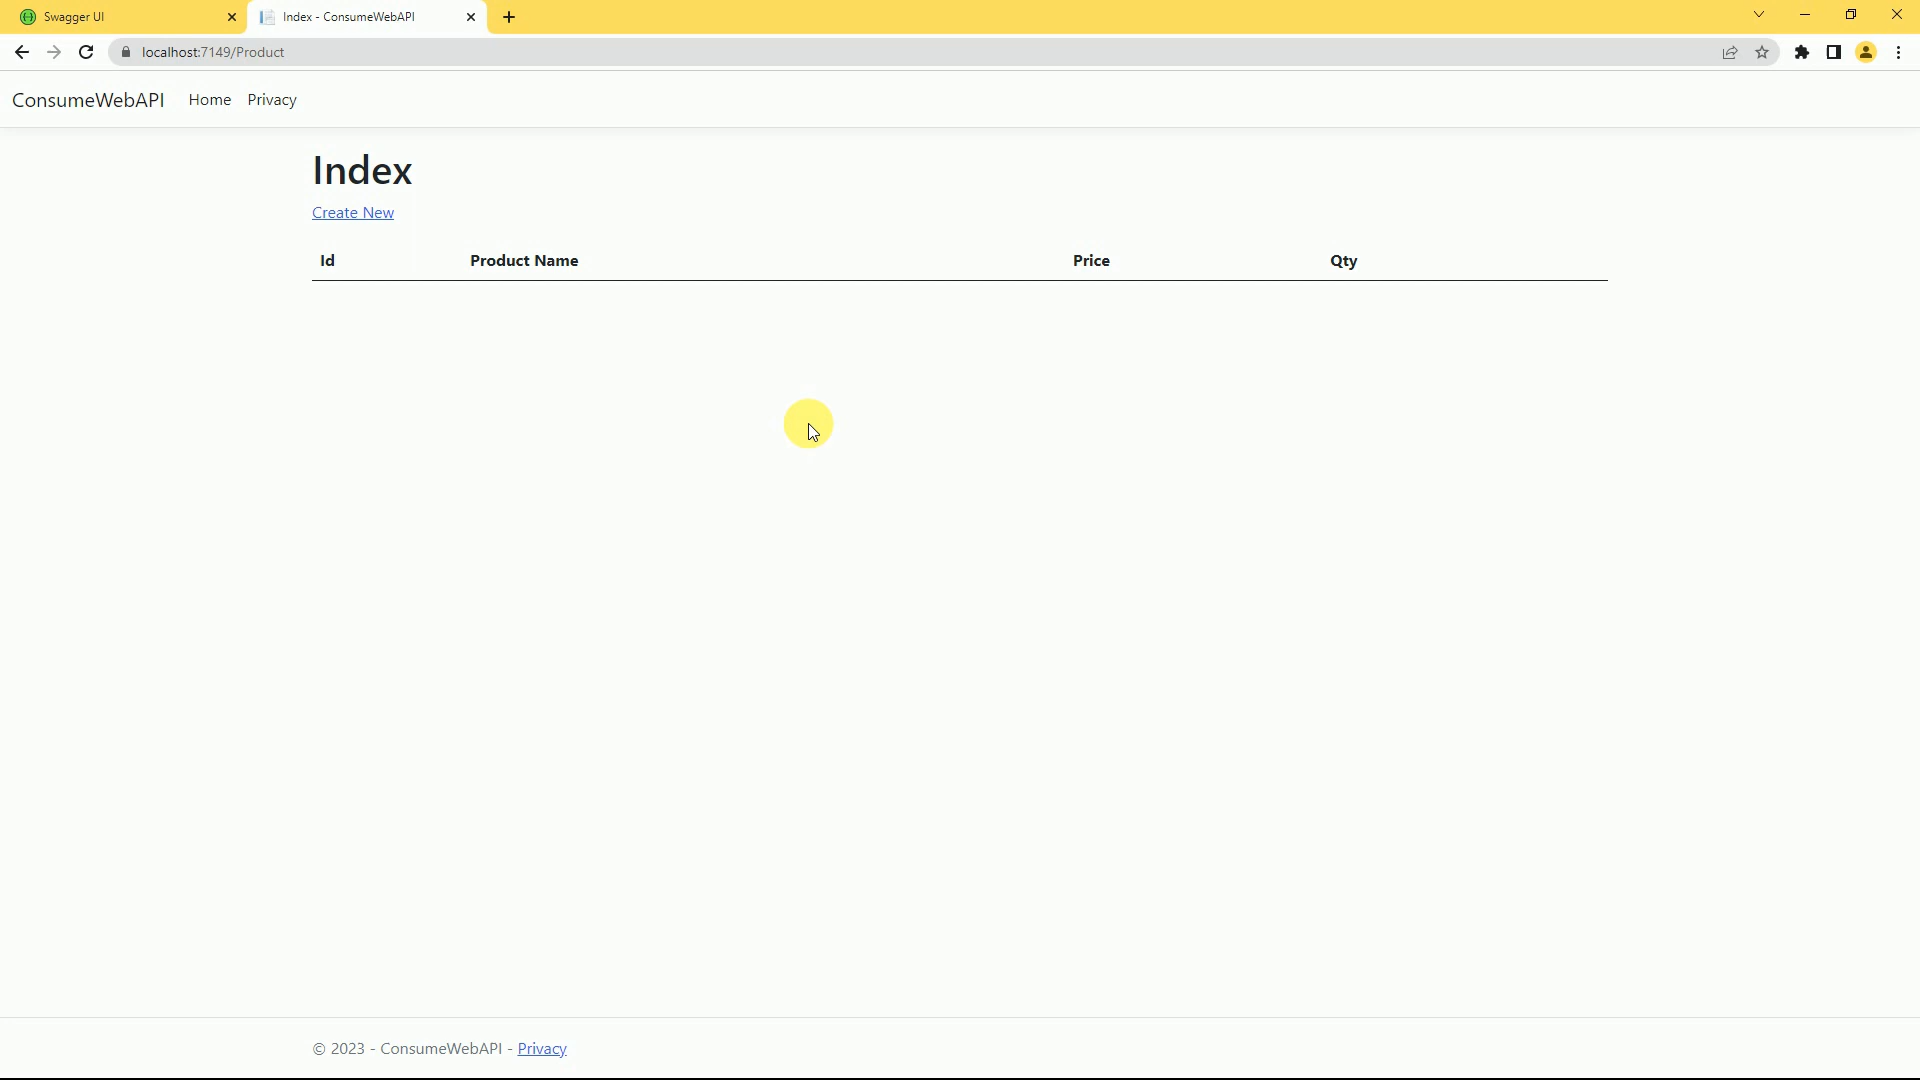 Swagger UI
Index - ConsumeWebAPI
localhost:7149/Product
ConsumeWebAPI Home Privacy
Index
Create New
Id Product Name Price Qty
© 2023 - ConsumeWebAPI - Privacy